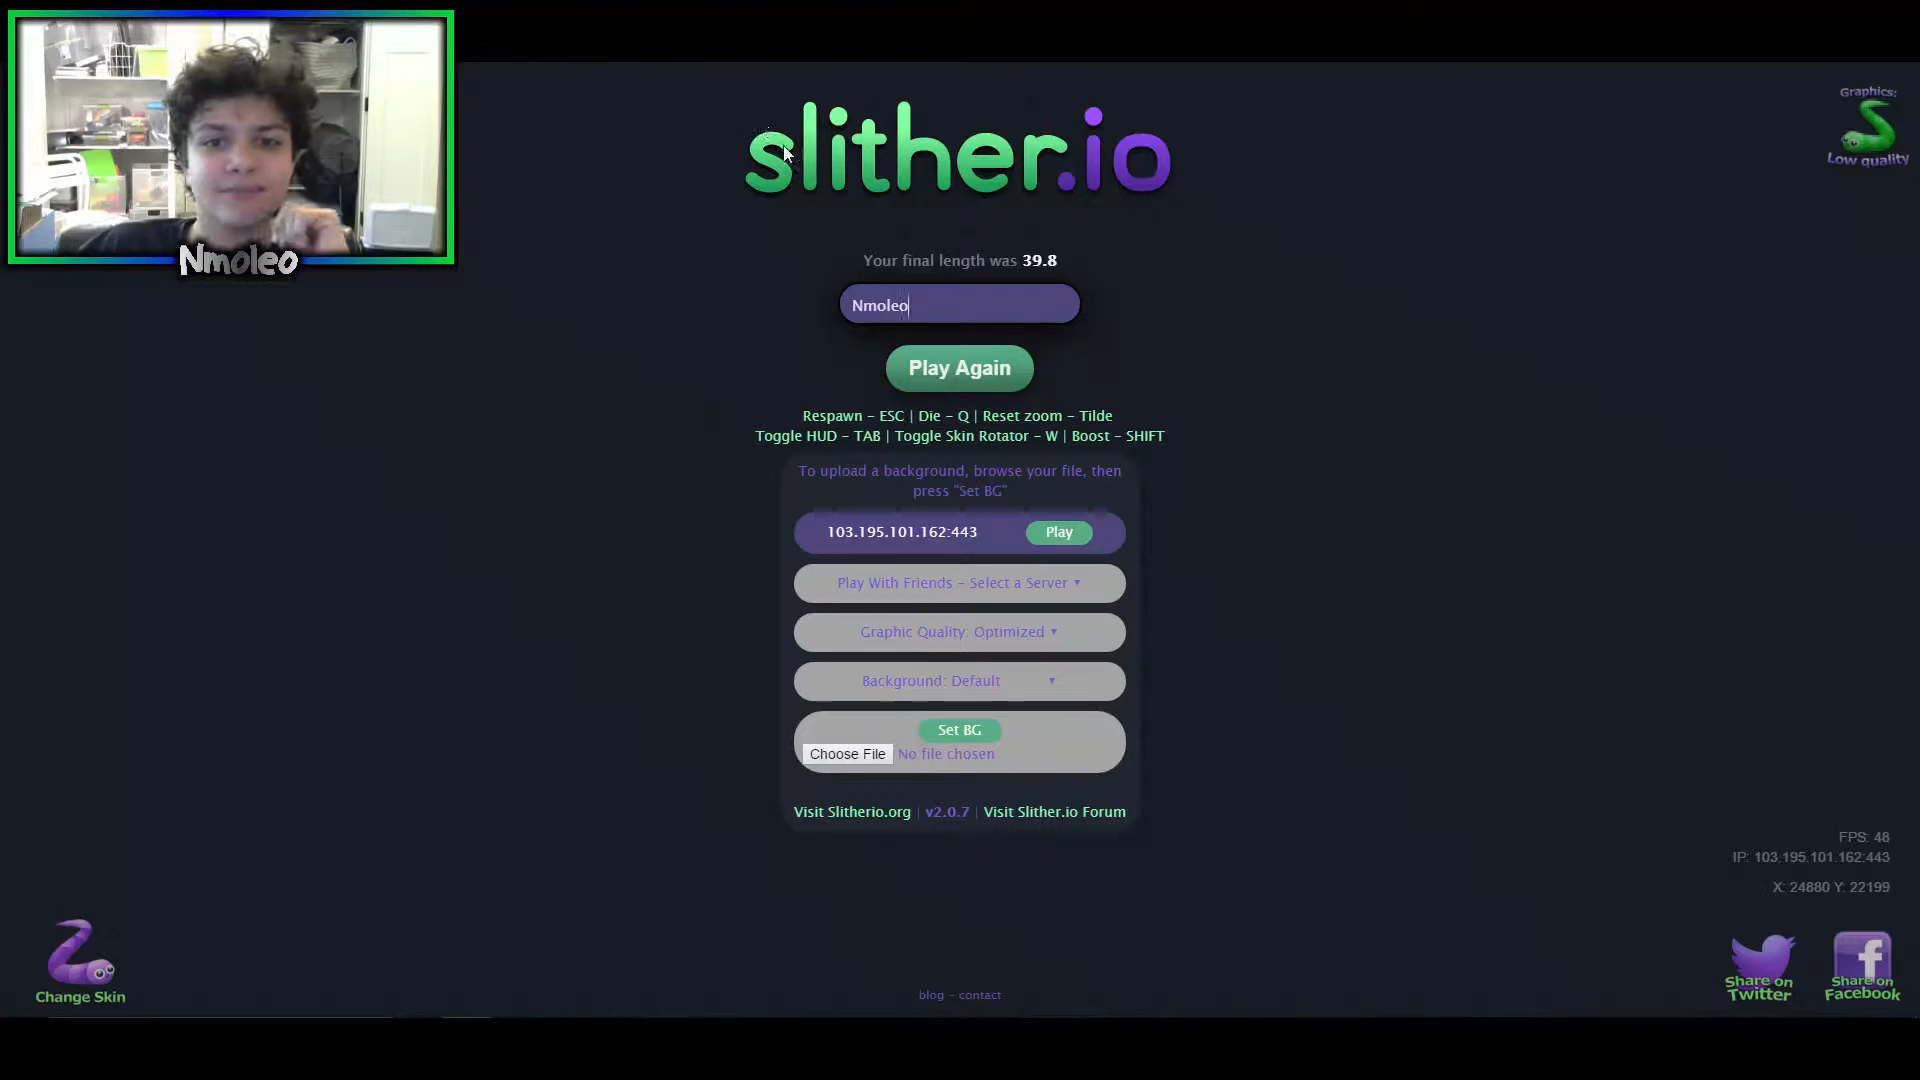 Nmoleo
slither.io
Graphics:
Low quality
Your final length was 39.8
Nmoleo
Play Again
Respawn - ESC | Die - Q | Reset zoom - Tilde
Toggle HUD - TAB | Toggle Skin Rotator - W | Boost - SHIFT
To upload a background, browse your file, then
press "Set BG"
103.195.101.162:443 Play
Play With Friends - Select a Server ▾
Graphic Quality: Optimized ▾
Background: Default ▾
Set BG
Choose File No file chosen
Visit Slitherio.org | v2.0.7 | Visit Slither.io Forum
FPS: 48
IP: 103.195.101.162:443
X: 24880 Y: 22199
Change Skin
Share on
Twitter
f
Share on
Facebook
blog - contact